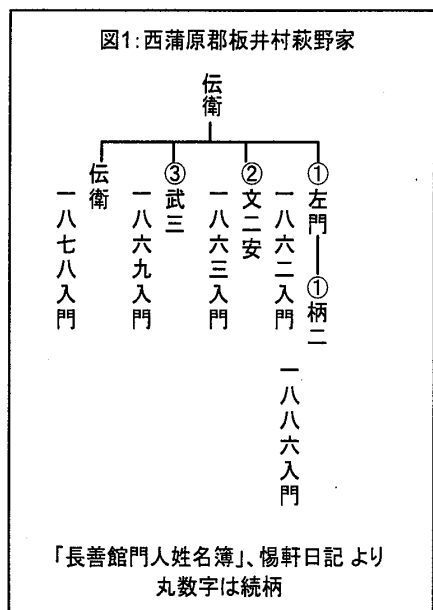 図1:西蒲原郡板井村萩野家
伝衛
①左門
一八六二入門
①柄二
一八八六入門
②文二安
一八六三入門
③武三
一八六九入門
伝衛
一八七八入門
「長善館門人姓名簿」、惕軒日記 より
丸数字は続柄